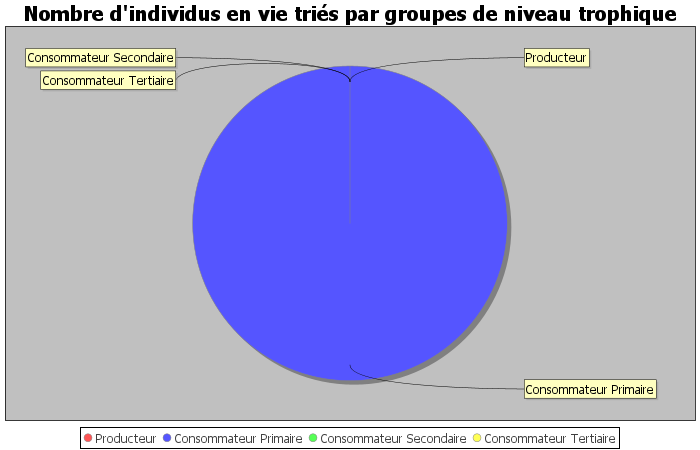 Nombre d'individus en vie triés par groupes de niveau trophique
Consommateur Secondaire
Producteur
Consommateur Tertiaire
Consommateur Primaire
Producteur Consommateur Primaire Consommateur Secondaire Consommateur Tertiaire